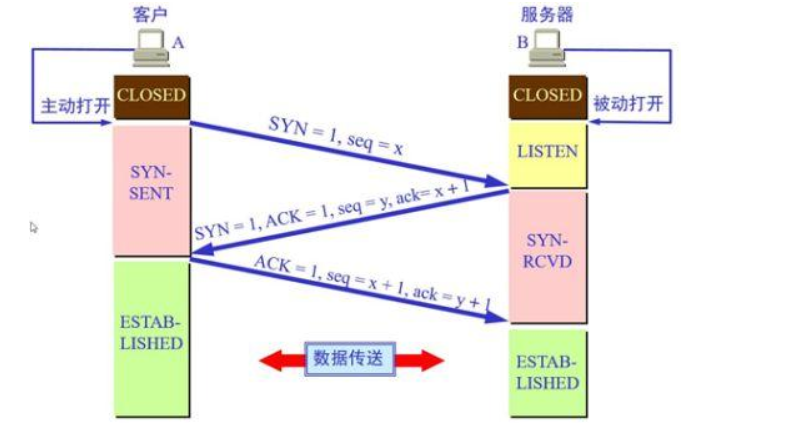 客户
服务器
A
B
CLOSED
CLOSED
主动打开
被动打开
SYN = 1, seq = x
LISTEN
SYN-
SENT
SYN = 1, ACK = 1, seq = y, ack= x + 1
SYN-
RCVD
ACK = 1, seq = x + 1, ack = y + 1
ESTAB-
LISHED
数据传送
ESTAB-
LISHED